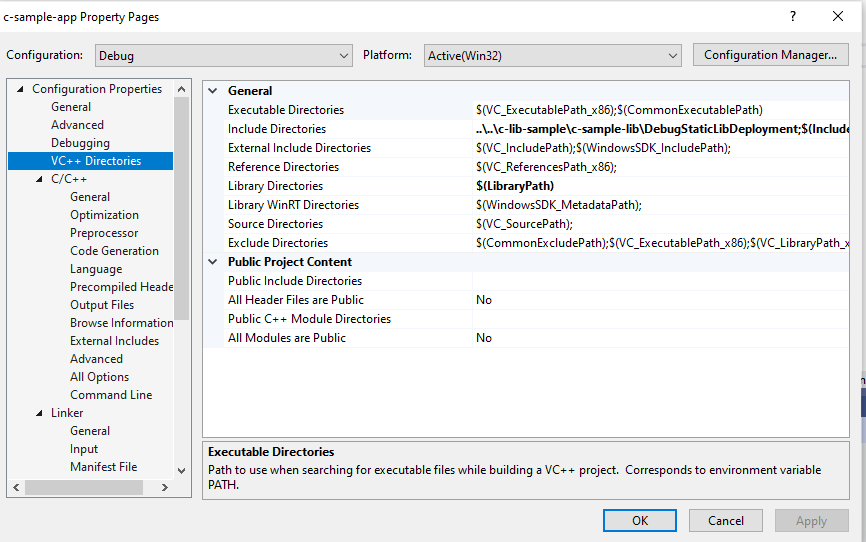 c-sample-app Property Pages
Configuration: Debug Platform: Active(Win32) Configuration Manager...
Configuration Properties
General
Advanced
Debugging
VC++ Directories
C/C++
General
Optimization
Preprocessor
Code Generation
Language
Precompiled Heade
Output Files
Browse Information
External Includes
Advanced
All Options
Command Line
Linker
General
Input
Manifest File
General
Executable Directories $(VC_ExecutablePath_x86);$(CommonExecutablePath)
Include Directories ..\..\c-lib-sample\c-sample-lib\DebugStaticLibDeployment;$(Include
External Include Directories $(VC_IncludePath);$(WindowsSDK_IncludePath);
Reference Directories $(VC_ReferencesPath_x86);
Library Directories $(LibraryPath)
Library WinRT Directories $(WindowsSDK_MetadataPath);
Source Directories $(VC_SourcePath);
Exclude Directories $(CommonExcludePath);$(VC_ExecutablePath_x86);$(VC_LibraryPath_x
Public Project Content
Public Include Directories
All Header Files are Public No
Public C++ Module Directories
All Modules are Public No
Executable Directories
Path to use when searching for executable files while building a VC++ project.  Corresponds to environment variable
PATH.
OK Cancel Apply